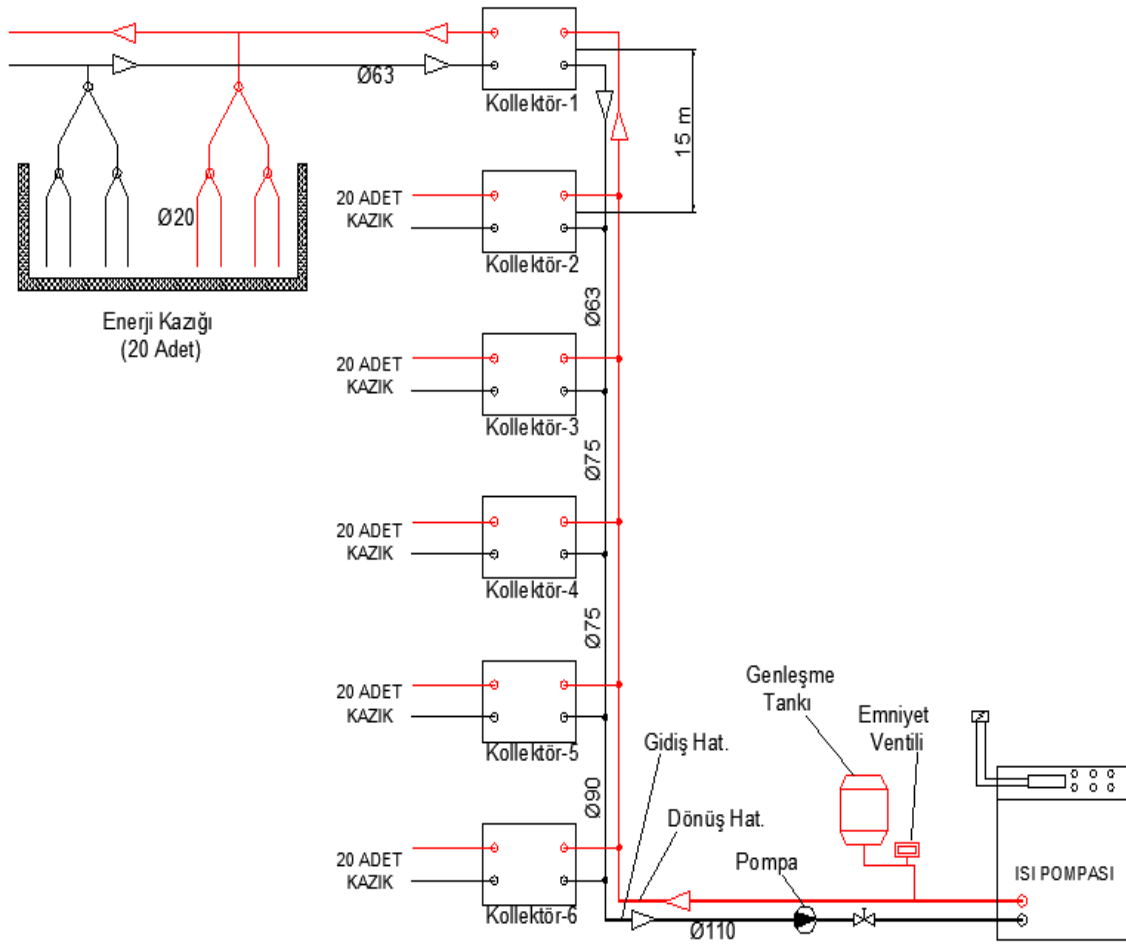 Ø63
Kollektör-1
15 m
20 ADET
KAZIK
Ø20
Kollektör-2
Enerji Kazığı
(20 Adet)
Ø63
20 ADET
KAZIK
Kollektör-3
Ø75
20 ADET
KAZIK
Kollektör-4
Ø75
20 ADET
KAZIK
Kollektör-5
Genleşme
Tankı
Emniyet
Ventili
Gidiş Hat.
Ø90
Dönüş Hat.
Pompa
20 ADET
KAZIK
Kollektör-6
ISI POMPASI
Ø110